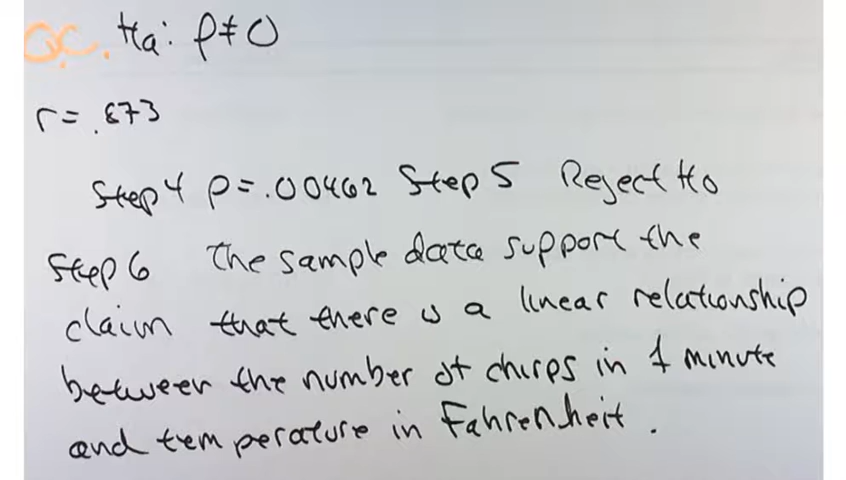 O.C. Ha: ρ≠0
r=.873
Step 4 P=.00462 Step 5 Reject Ho
Step 6 The sample data support the
claim that there is a linear relationship
between the number of chirps in 1 minute
and temperature in Fahrenheit.